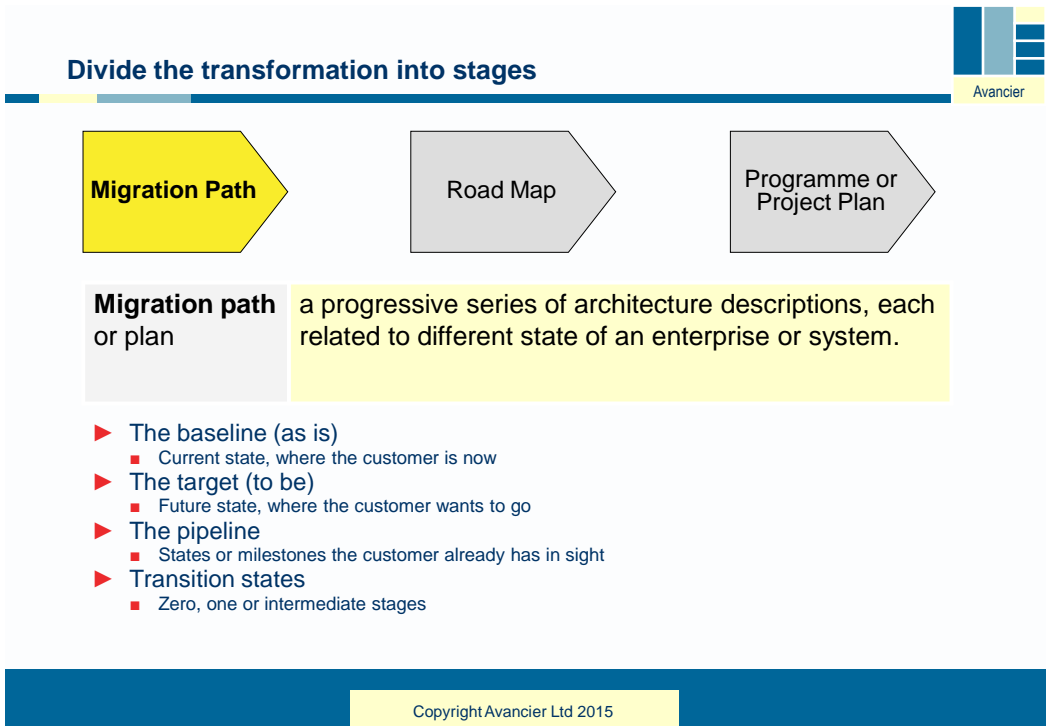 Divide the transformation into stages
Avancier
Migration Path
Road Map
Programme or
Project Plan
Migration path
or plan
a progressive series of architecture descriptions, each
related to different state of an enterprise or system.
► The baseline (as is)
■ Current state, where the customer is now
► The target (to be)
■ Future state, where the customer wants to go
► The pipeline
■ States or milestones the customer already has in sight
► Transition states
■ Zero, one or intermediate stages
Copyright Avancier Ltd 2015